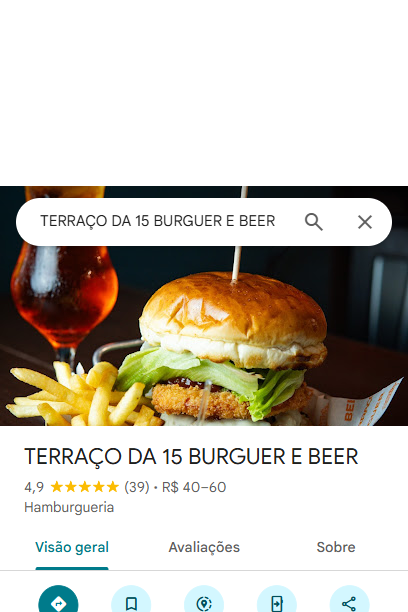 TERRAÇO DA 15 BURGUER E BEER
TERRAÇO DA 15 BURGUER E BEER
4,9 ★★★★★ (39) • R$ 40–60
Hamburgueria
Visão geral Avaliações Sobre